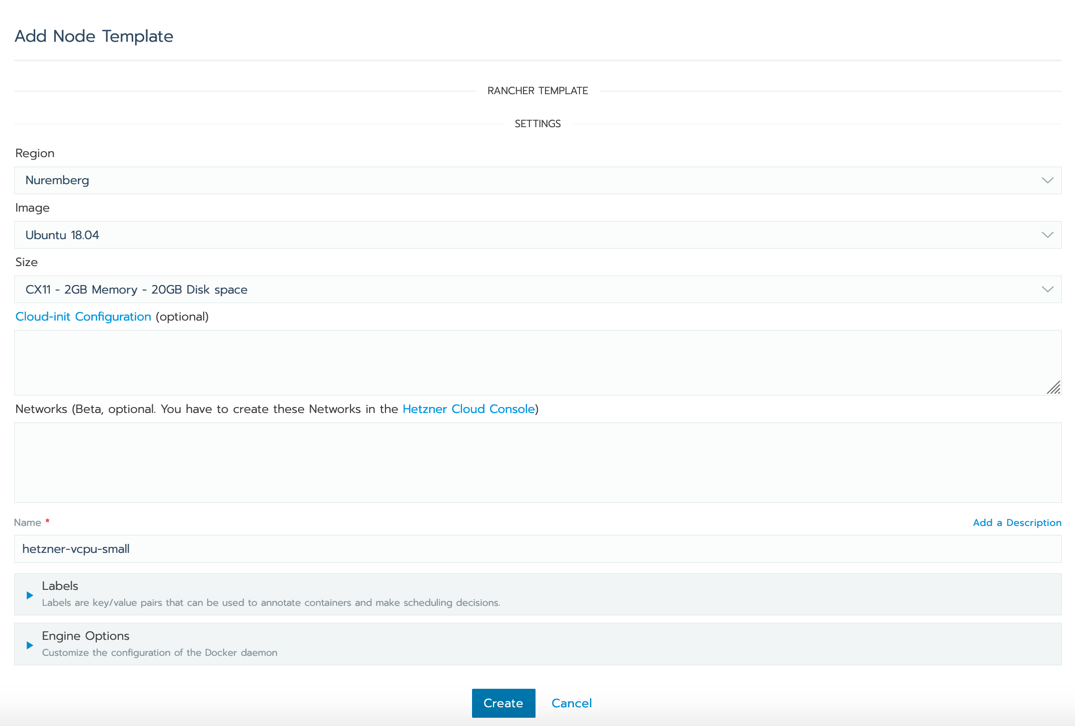 Add Node Template
RANCHER TEMPLATE
SETTINGS
Region
Nuremberg
Image
Ubuntu 18.04
Size
CX11 - 2GB Memory - 20GB Disk space
Cloud-init Configuration (optional)
Networks (Beta, optional. You have to create these Networks in the Hetzner Cloud Console)
Name * Add a Description
hetzner-vcpu-small
Labels
Labels are key/value pairs that can be used to annotate containers and make scheduling decisions.
Engine Options
Customize the configuration of the Docker daemon
Create Cancel